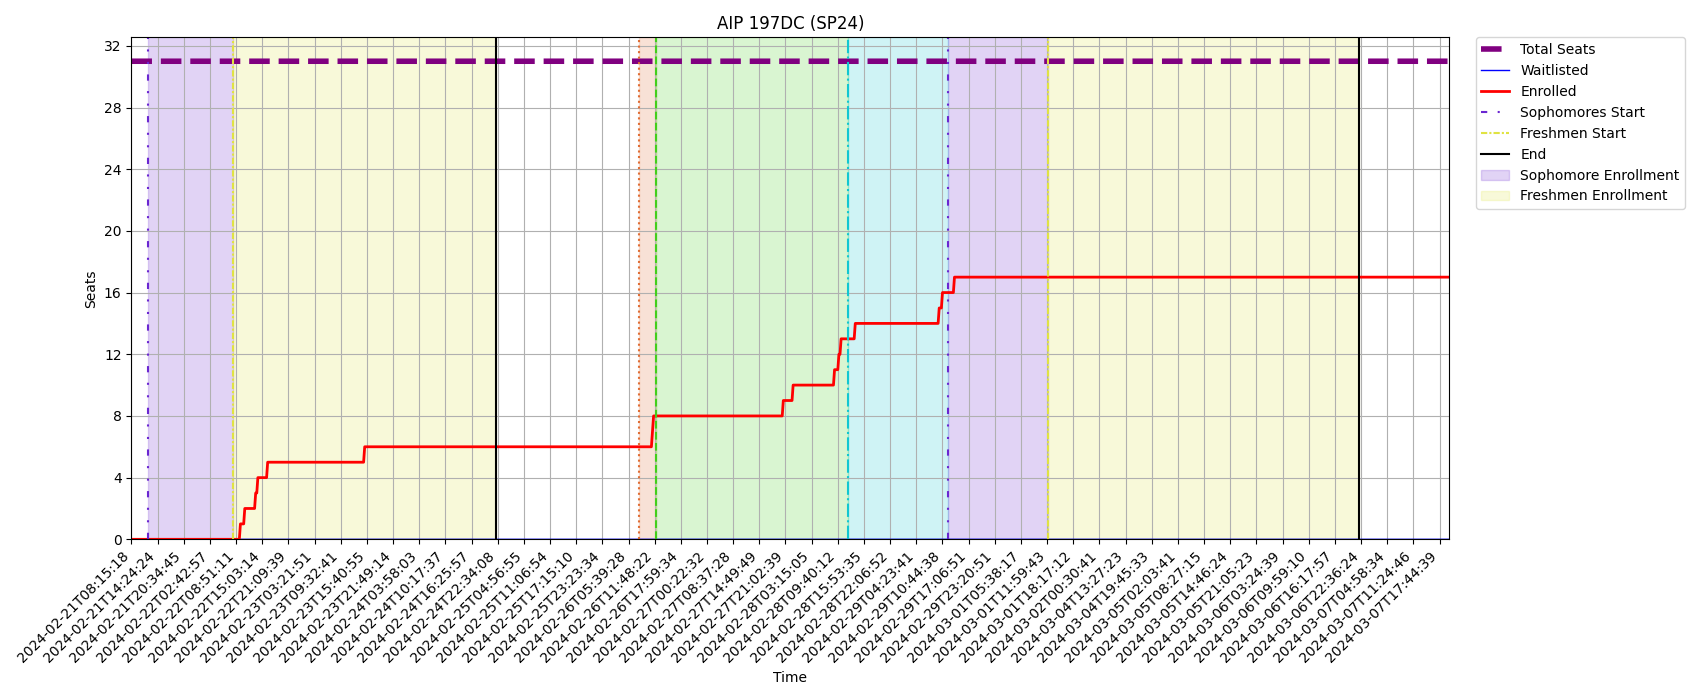 AIP 197DC (SP24)
32
28
24
20
16
12
8
4
0
Seats
2024-02-21T08:15:18
2024-02-21T14:24:24
2024-02-21T20:34:45
2024-02-22T02:42:57
2024-02-22T08:51:11
2024-02-22T15:03:14
2024-02-22T21:09:39
2024-02-23T03:21:51
2024-02-23T09:32:41
2024-02-23T15:40:55
2024-02-23T21:49:14
2024-02-24T03:58:03
2024-02-24T10:17:37
2024-02-24T16:25:57
2024-02-24T22:34:08
2024-02-25T04:56:55
2024-02-25T11:06:54
2024-02-25T17:15:10
2024-02-25T23:23:34
2024-02-26T05:39:28
2024-02-26T11:48:22
2024-02-26T17:59:34
2024-02-27T00:22:32
2024-02-27T08:37:28
2024-02-27T14:49:49
2024-02-27T21:02:39
2024-02-28T03:15:05
2024-02-28T09:40:12
2024-02-28T15:53:35
2024-02-28T22:06:52
2024-02-29T04:23:41
2024-02-29T10:44:38
2024-02-29T17:06:51
2024-02-29T23:20:51
2024-03-01T05:38:17
2024-03-01T11:59:43
2024-03-01T18:17:12
2024-03-02T00:30:41
2024-03-04T13:27:23
2024-03-04T19:45:33
2024-03-05T02:03:41
2024-03-05T08:27:15
2024-03-05T14:46:24
2024-03-05T21:05:23
2024-03-06T03:24:39
2024-03-06T09:59:10
2024-03-06T16:17:57
2024-03-06T22:36:24
2024-03-07T04:58:34
2024-03-07T11:24:46
2024-03-07T17:44:39
Time
Total Seats
Waitlisted
Enrolled
Sophomores Start
Freshmen Start
End
Sophomore Enrollment
Freshmen Enrollment